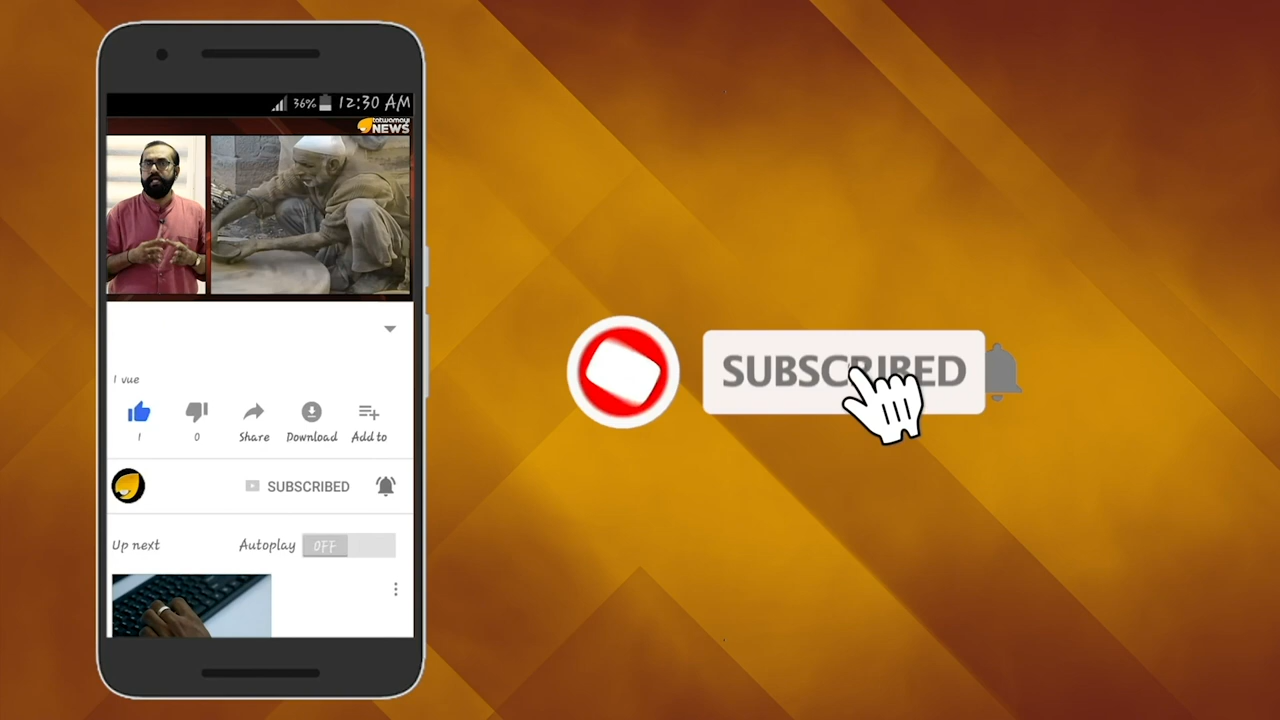 36% 12:30 AM
tatwamayi
NEWS
1 vue
1 0 Share Download Add to
SUBSCRIBED
Up next Autoplay OFF
SUBSCRIBED